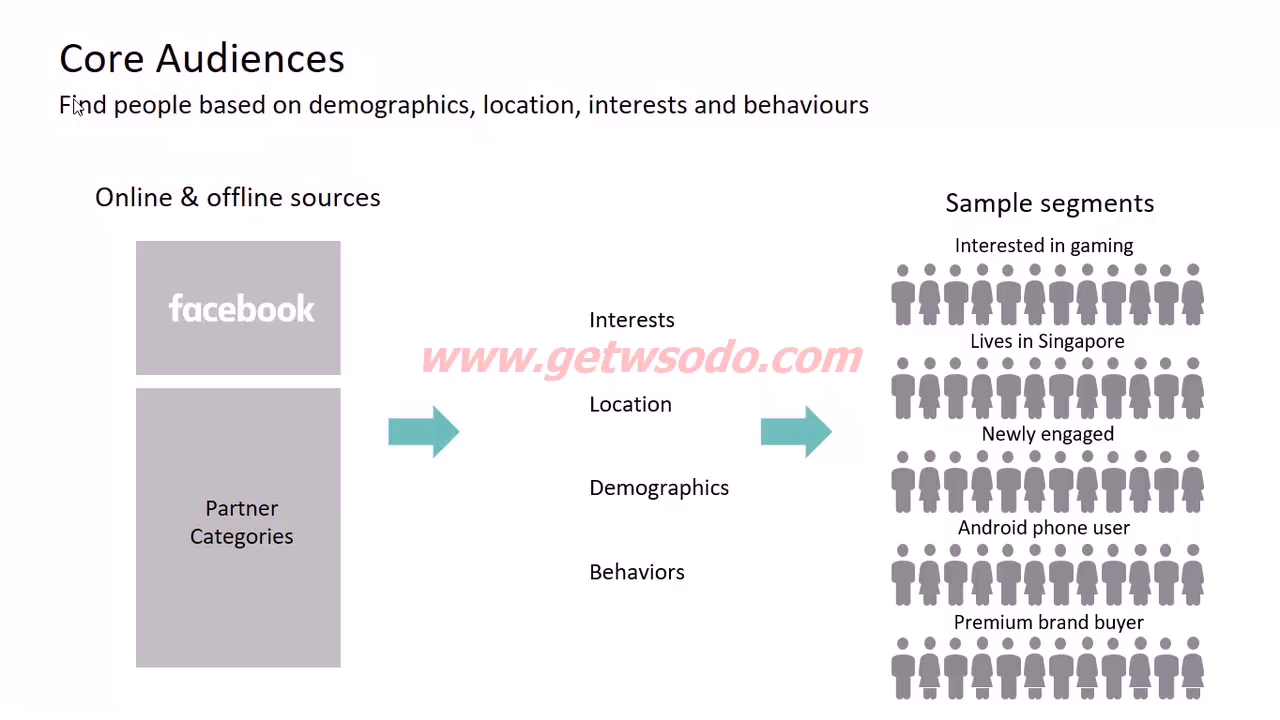 Core Audiences
Find people based on demographics, location, interests and behaviours
Online & offline sources
facebook
Partner
Categories
Interests
www.getwsodo.com
Location
Demographics
Behaviors
Sample segments
Interested in gaming
Lives in Singapore
Newly engaged
Android phone user
Premium brand buyer